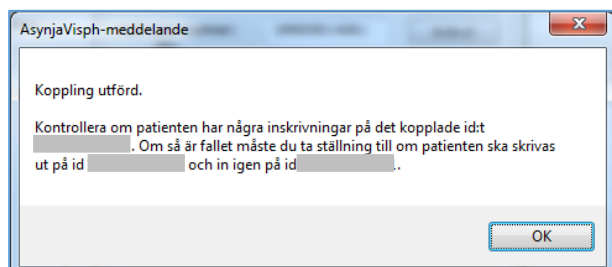 AsynjaVisph-meddelande
Koppling utförd.
Kontrollera om patienten har några inskrivningar på det kopplade id:t
. Om så är fallet måste du ta ställning till om patienten ska skrivas
ut på id och in igen på id ..
OK